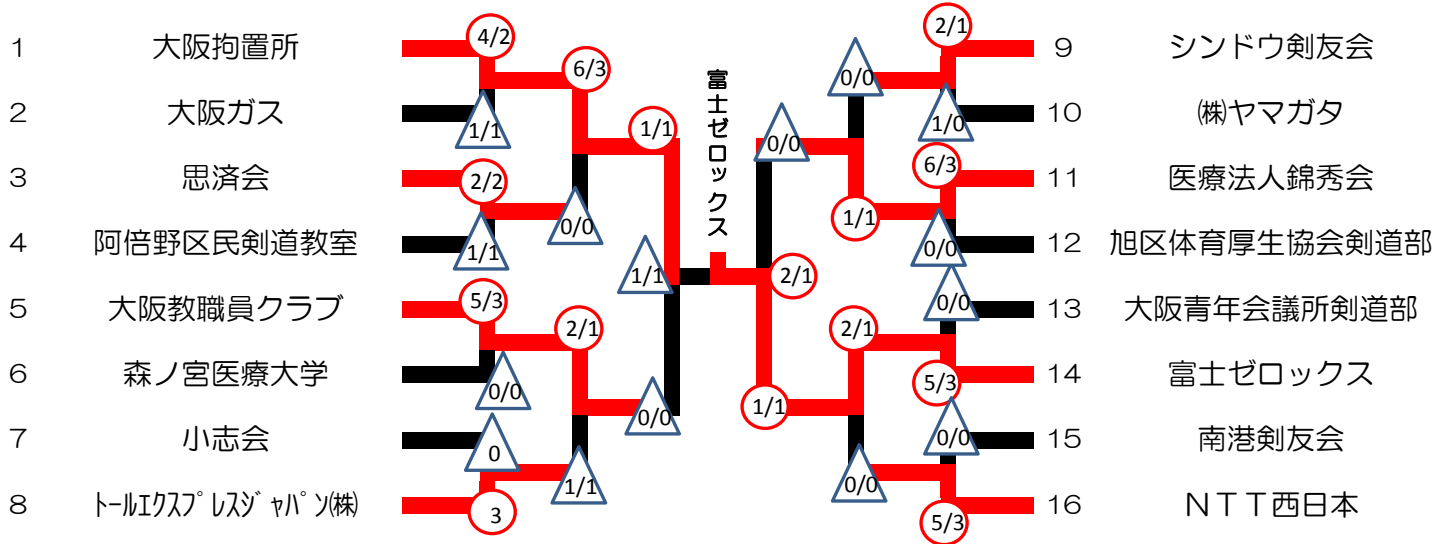 1 大阪拘置所 4/2
2 大阪ガス 1/1
6/3
3 思済会 2/2
4 阿倍野区民剣道教室 1/1
0/0
1/1
5 大阪教職員クラブ 5/3
6 森ノ宮医療大学 0/0
2/1
7 小志会 0
8 トールエクスプレスジャパン(株) 3
1/1
0/0
1/1
富士ゼロックス
2/1
2/1 9 シンドウ剣友会
1/0 10 (株)ヤマガタ
0/0
6/3 11 医療法人錦秀会
0/0 12 旭区体育厚生協会剣道部
1/1
0/0
0/0 13 大阪青年会議所剣道部
5/3 14 富士ゼロックス
2/1
0/0 15 南港剣友会
5/3 16 NTT西日本
0/0
1/1